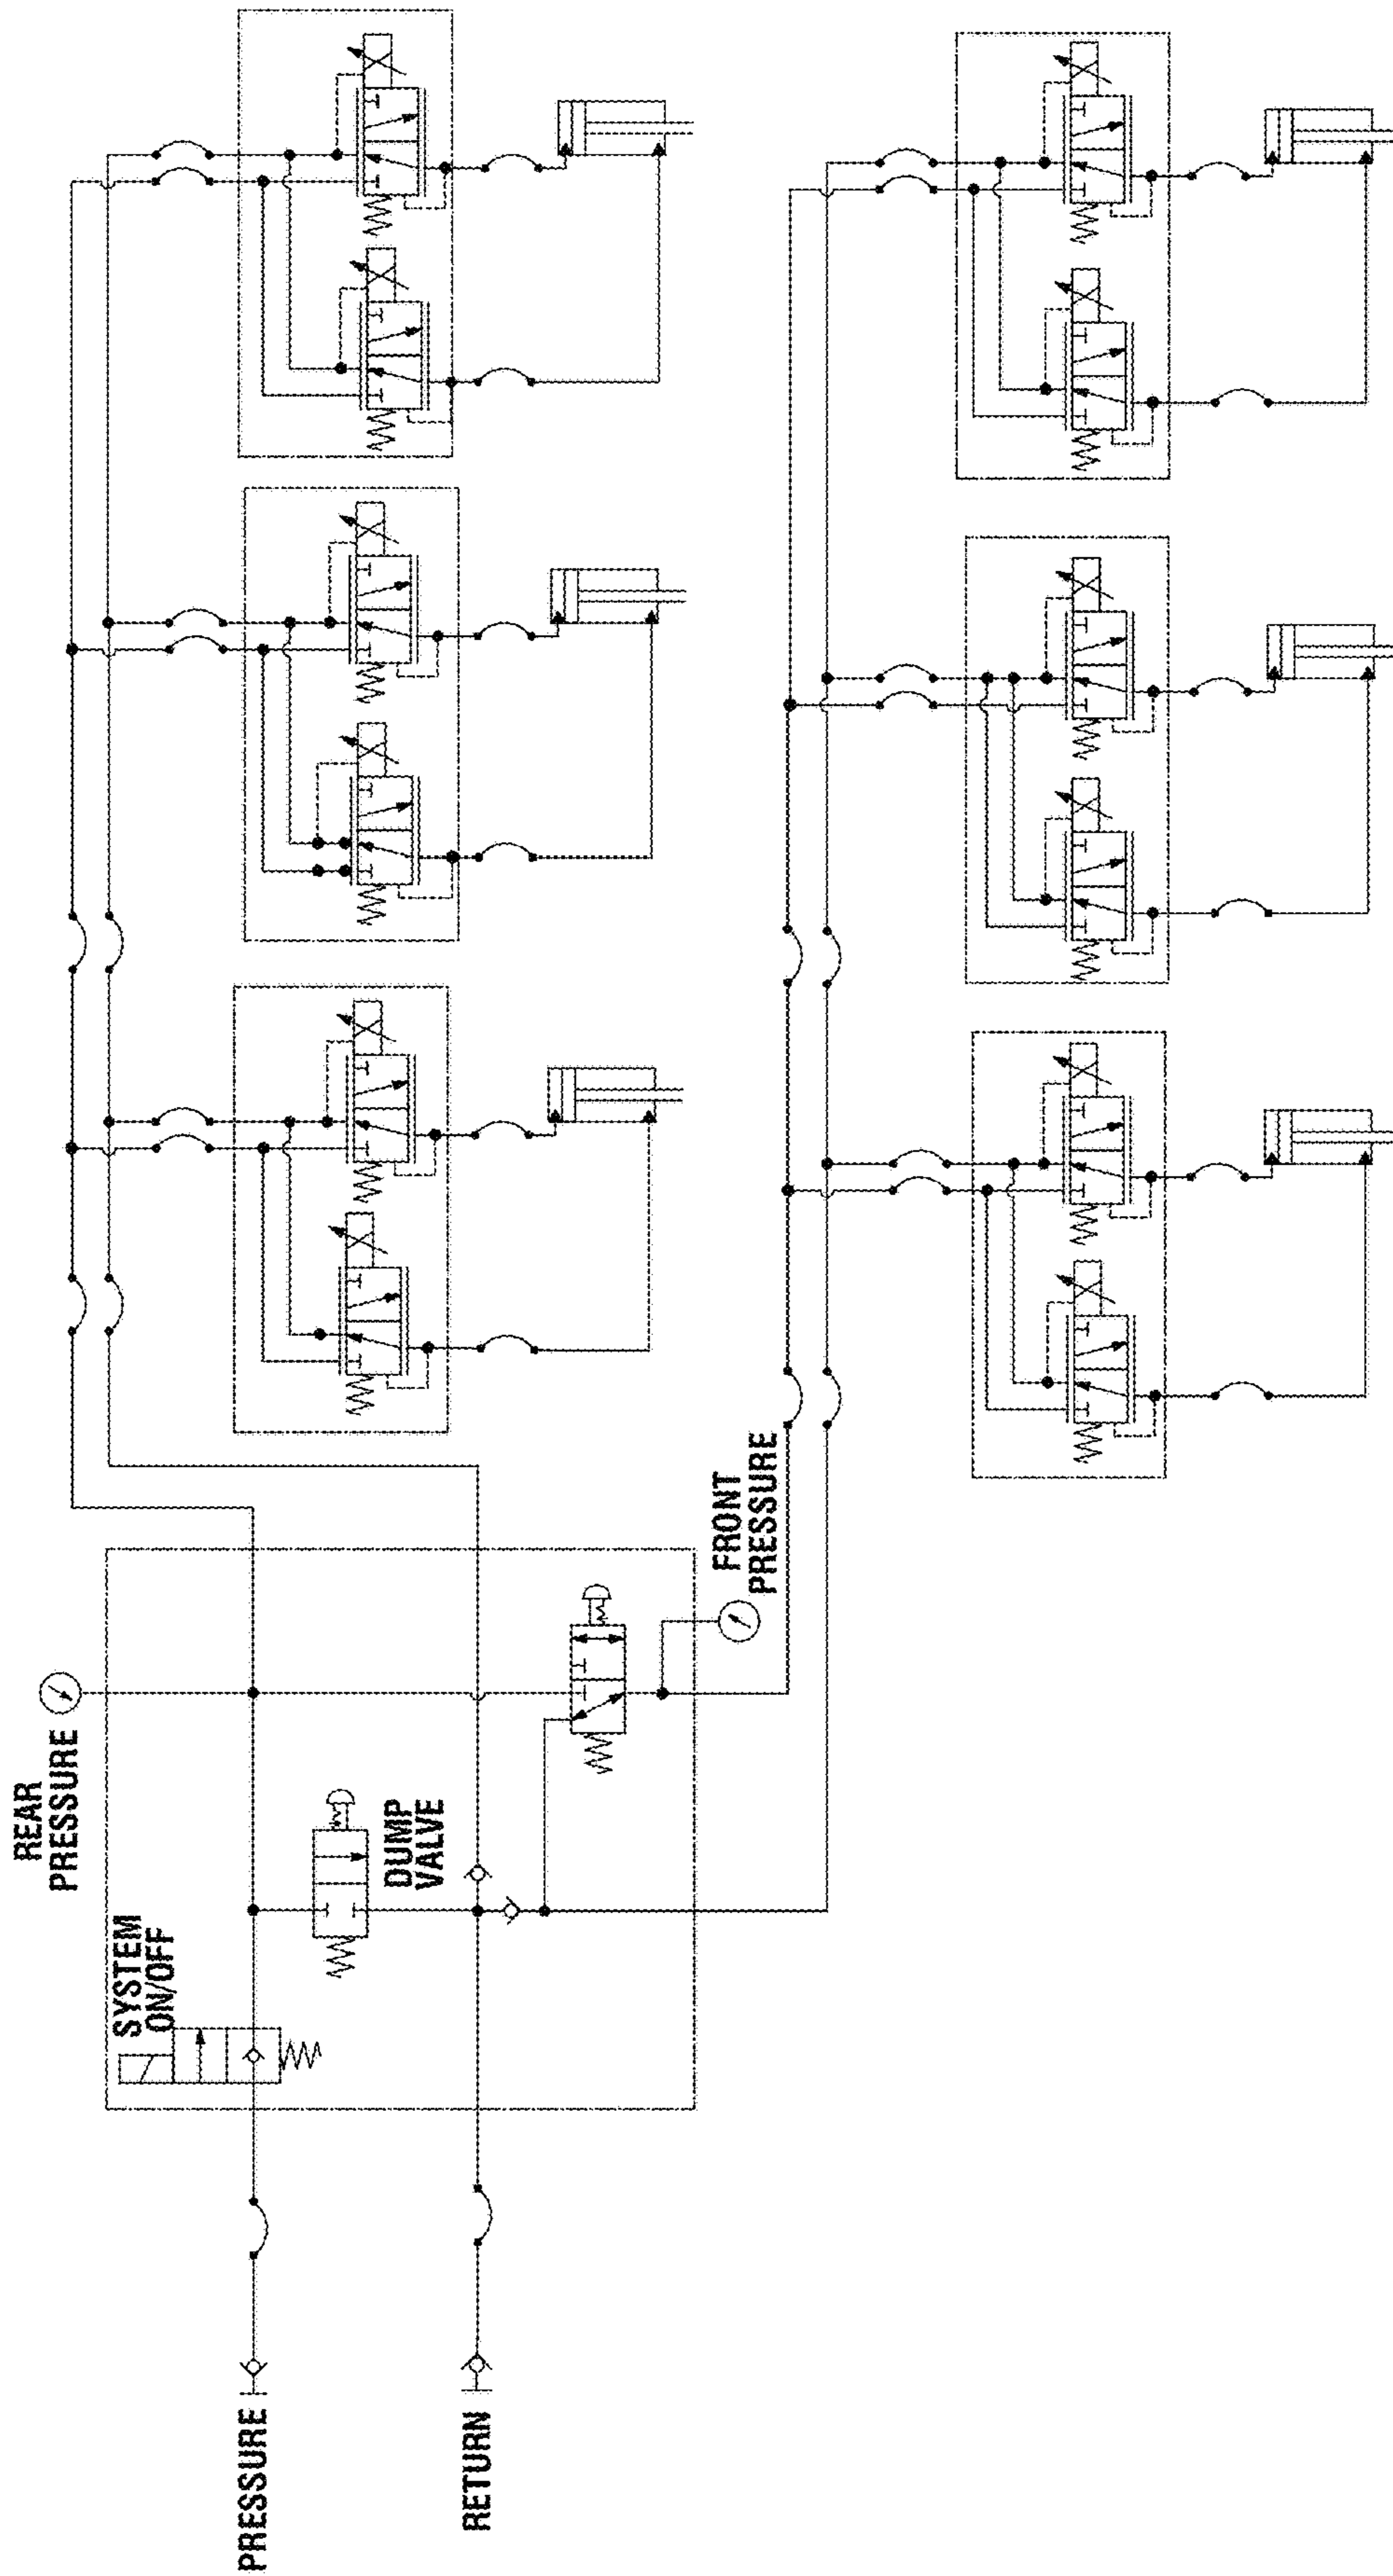 REAR
PRESSURE
SYSTEM
ON/OFF
DUMP
VALVE
FRONT
PRESSURE
PRESSURE
RETURN